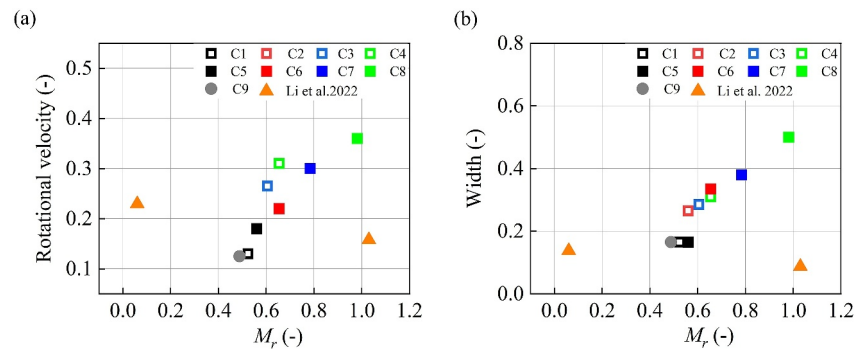 (a)
C1 C2 C3 C4
C5 C6 C7 C8
C9 Li et al.2022
Rotational velocity (-)
0.5
0.4
0.3
0.2
0.1
0.0 0.2 0.4 0.6 0.8 1.0 1.2
Mr (-)
(b)
C1 C2 C3 C4
C5 C6 C7 C8
C9 Li et al.2022
Width (-)
0.8
0.6
0.4
0.2
0.0
0.0 0.2 0.4 0.6 0.8 1.0 1.2
Mr (-)